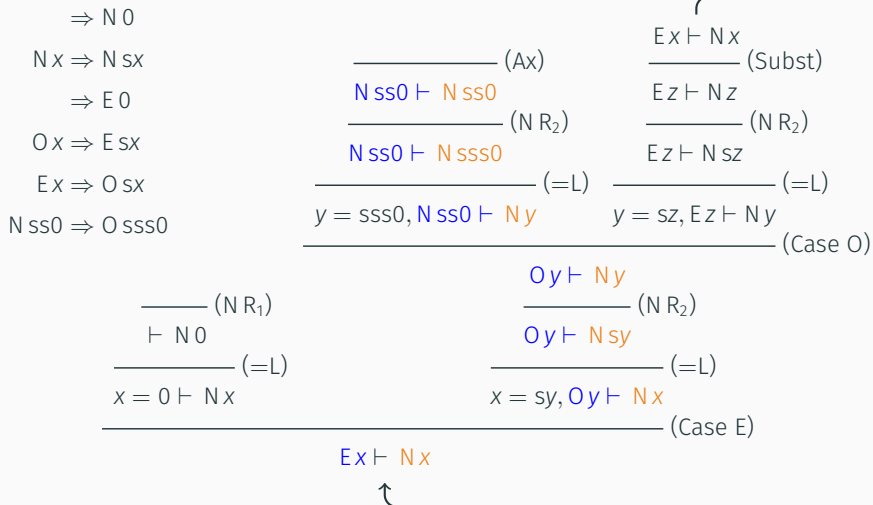 ⇒ N 0
N x ⇒ N sx
⇒ E 0
O x ⇒ E sx
E x ⇒ O sx
N ss0 ⇒ O sss0
E x ⊢ N x
(Ax) (Subst)
N ss0 ⊢ N ss0 E z ⊢ N z
(N R₂) (N R₂)
N ss0 ⊢ N sss0 E z ⊢ N sz
(=L) (=L)
y = sss0, N ss0 ⊢ N y y = sz, E z ⊢ N y
(Case O)
O y ⊢ N y
(N R₁) (N R₂)
⊢ N 0 O y ⊢ N sy
(=L) (=L)
x = 0 ⊢ N x x = sy, O y ⊢ N x
(Case E)
E x ⊢ N x